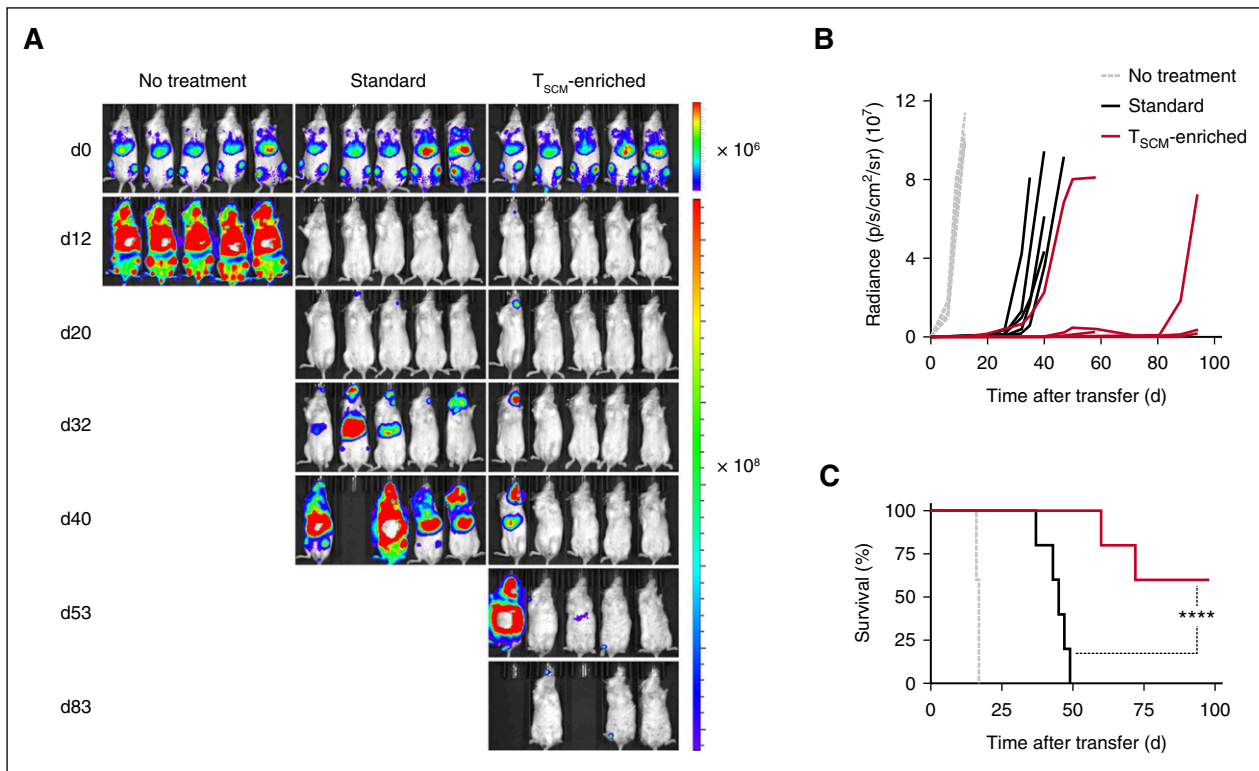 A
No treatment
Standard
TSCM-enriched
d0
d12
d20
d32
d40
d53
d83
× 10⁶
× 10⁸
B
No treatment
Standard
TSCM-enriched
Radiance (p/s/cm²/sr) (10⁷)
12
8
4
0
0 20 40 60 80 100
Time after transfer (d)
C
Survival (%)
100
75
50
25
0
****
0 25 50 75 100
Time after transfer (d)